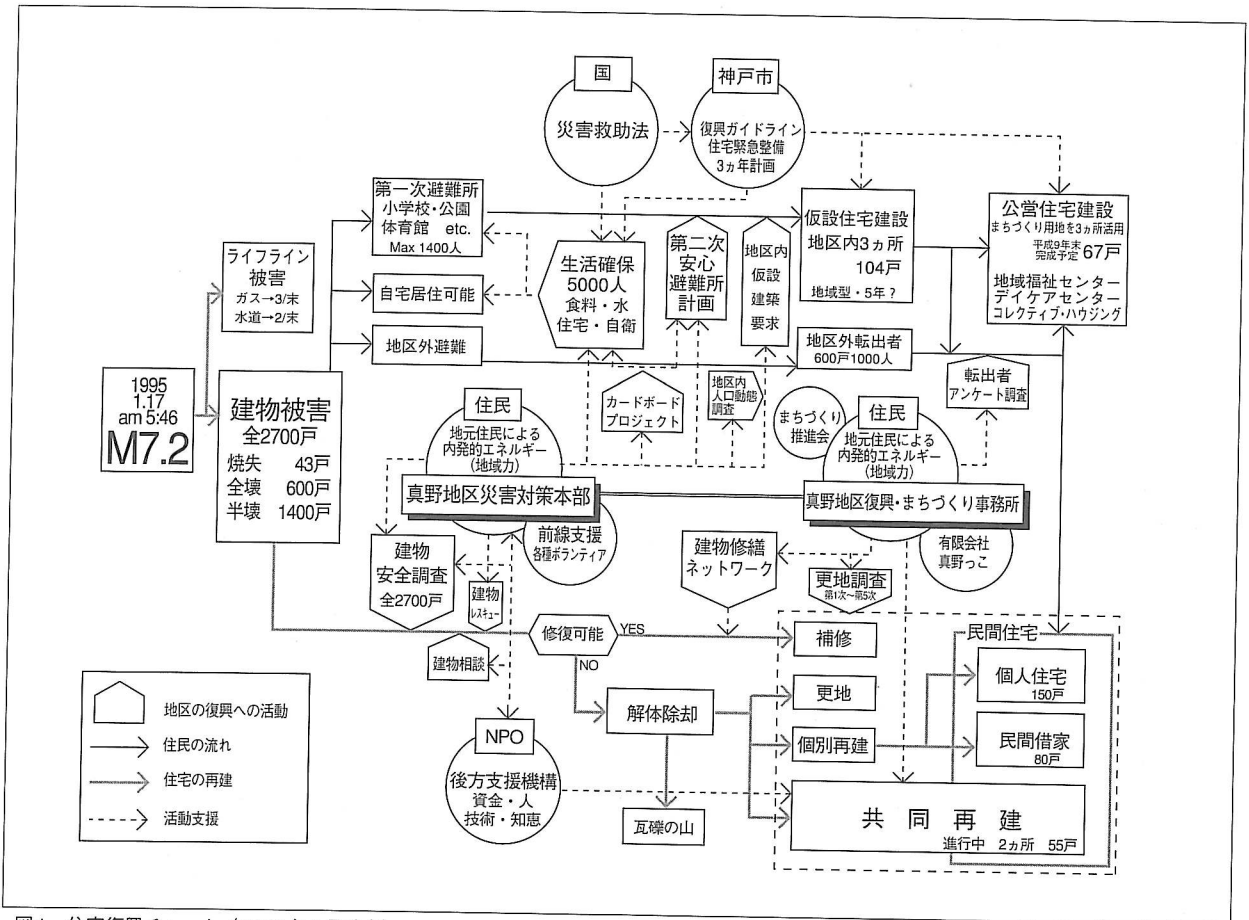 国
災害救助法
神戸市
復興ガイドライン
住宅緊急整備
3ヵ年計画
第一次避難所
小学校・公園
体育館 etc.
Max 1400人
ライフライン
被害
ガス→3/末
水道→2/末
自宅居住可能
地区外避難
生活確保
5000人
食料・水
住宅・自衛
第二次
安心
避難所
計画
地区内
仮設
建築
要求
仮設住宅建設
地区内3ヵ所
104戸
地域型・5年？
公営住宅建設
まちづくり用地を3ヵ所活用
平成9年末
完成予定 67戸
地域福祉センター
デイケアセンター
コレクティブ・ハウジング
地区外転出者
600戸1000人
1995
1.17
am 5:46
M7.2
建物被害
全2700戸
焼失 43戸
全壊 600戸
半壊 1400戸
住民
地元住民による
内発的エネルギー
(地域力)
真野地区災害対策本部
前線支援
各種ボランティア
カードボード
プロジェクト
地区内
人口動態
調査
まちづくり
推進会
住民
地元住民による
内発的エネルギー
(地域力)
真野地区復興・まちづくり事務所
有限会社
真野っこ
転出者
アンケート調査
建物
安全調査
全2700戸
建物
レスキュー
建物修繕
ネットワーク
更地調査
第1次〜第5次
修復可能
YES
NO
建物相談
補修
更地
個別再建
民間住宅
個人住宅
150戸
民間借家
80戸
解体除却
瓦礫の山
NPO
後方支援機構
資金・人
技術・知恵
共同再建
進行中 2ヵ所 55戸
地区の復興への活動
住民の流れ
住宅の再建
活動支援